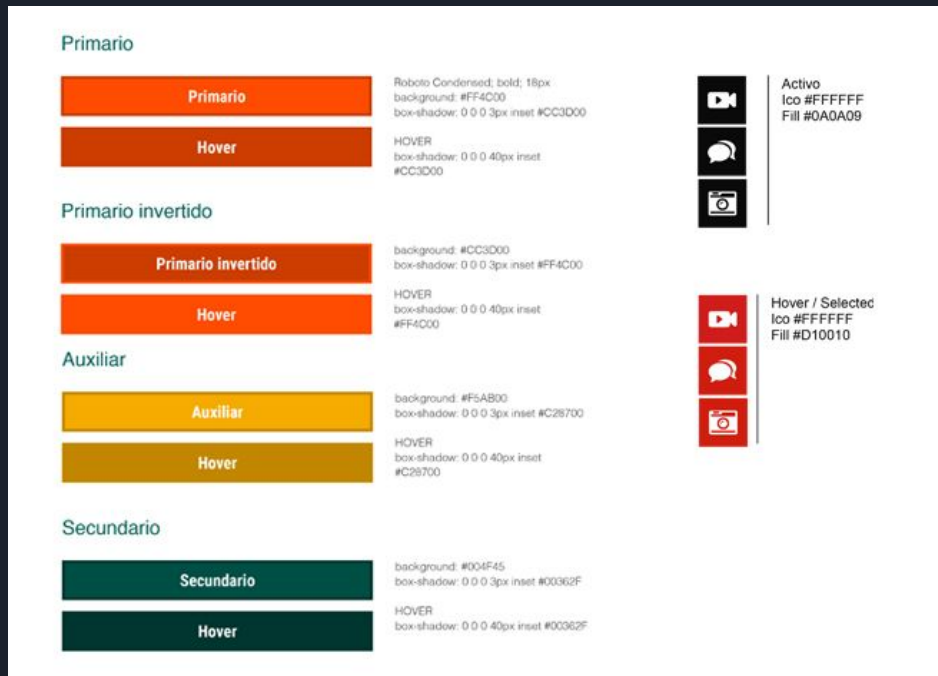 Primario
Primario
Roboto Condensed; bold; 18px
background: #FF4C00
box-shadow: 0 0 0 3px inset #CC3D00
Hover
HOVER
box-shadow: 0 0 0 40px inset
#CC3D00
Primario invertido
Primario invertido
background: #CC3D00
box-shadow: 0 0 0 3px inset #FF4C00
Hover
HOVER
box-shadow: 0 0 0 40px inset
#FF4C00
Auxiliar
Auxiliar
background: #F5AB00
box-shadow: 0 0 0 3px inset #C28700
Hover
HOVER
box-shadow: 0 0 0 40px inset
#C28700
Secundario
Secundario
background: #004F45
box-shadow: 0 0 0 3px inset #00362F
Hover
HOVER
box-shadow: 0 0 0 40px inset #00362F
Activo
Ico #FFFFFF
Fill #0A0A09
Hover / Selected
Ico #FFFFFF
Fill #D10010